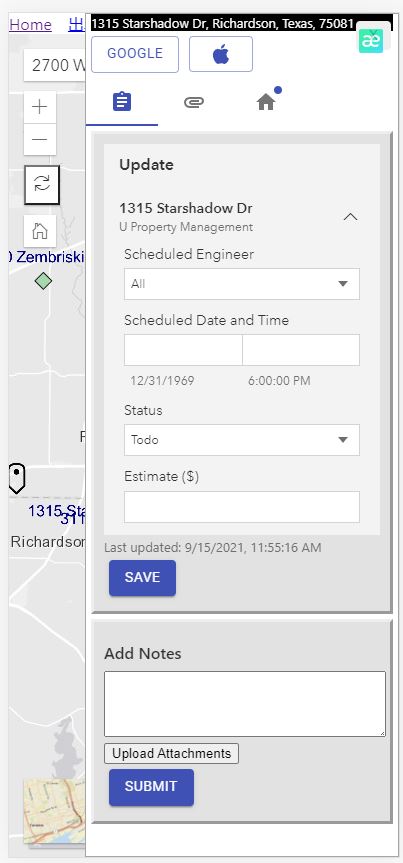 Home
1315 Starshadow Dr, Richardson, Texas, 75081
æ
GOOGLE
2700 W
+
−
Update
1315 Starshadow Dr
U Property Management
Scheduled Engineer
All
Zembriski
Scheduled Date and Time
12/31/1969 6:00:00 PM
Status
Todo
Estimate ($)
1315 Sta
311
Richardson
Last updated: 9/15/2021, 11:55:16 AM
SAVE
Add Notes
Upload Attachments
SUBMIT